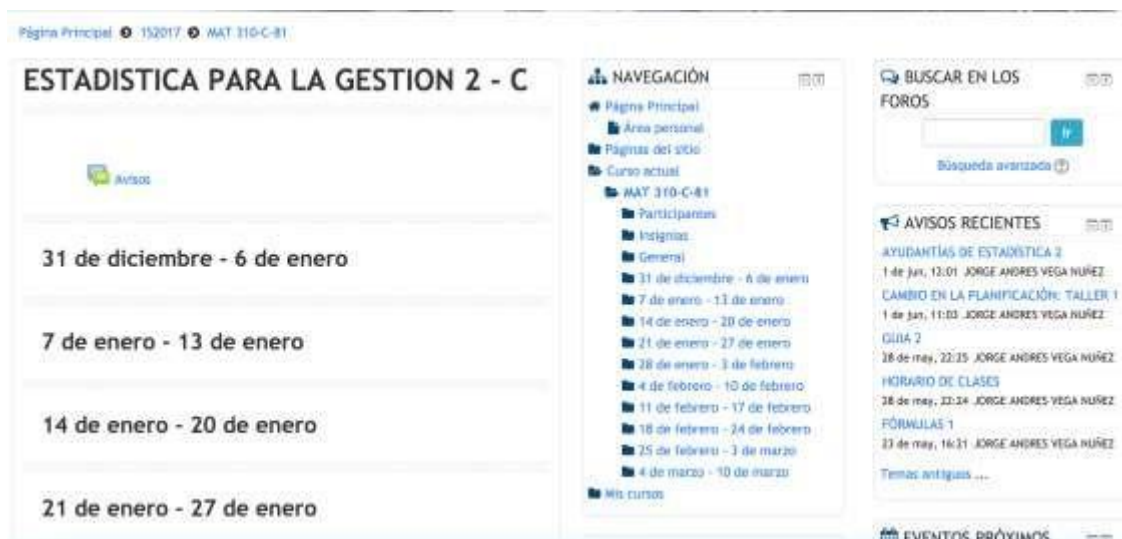 Página Principal 152017 MAT 310-C-81
ESTADISTICA PARA LA GESTION 2 - C
Avisos
31 de diciembre - 6 de enero
7 de enero - 13 de enero
14 de enero - 20 de enero
21 de enero - 27 de enero
NAVEGACIÓN
Página Principal
Área personal
Páginas del sitio
Curso actual
MAT 310-C-81
Participantes
Insignias
General
31 de diciembre - 6 de enero
7 de enero - 13 de enero
14 de enero - 20 de enero
21 de enero - 27 de enero
28 de enero - 3 de febrero
4 de febrero - 10 de febrero
11 de febrero - 17 de febrero
18 de febrero - 24 de febrero
25 de febrero - 3 de marzo
4 de marzo - 10 de marzo
Mis cursos
BUSCAR EN LOS
FOROS
Ir
Búsqueda avanzada
AVISOS RECIENTES
AYUDANTÍAS DE ESTADÍSTICA 2
1 de jun, 12:01 JORGE ANDRES VEGA NUÑEZ
CAMBIO EN LA PLANIFICACIÓN: TALLER 1
1 de jun, 11:03 JORGE ANDRES VEGA NUÑEZ
GUIA 2
28 de may, 22:25 JORGE ANDRES VEGA NUÑEZ
HORARIO DE CLASES
28 de may, 22:24 JORGE ANDRES VEGA NUÑEZ
FÓRMULAS 1
23 de may, 16:21 JORGE ANDRES VEGA NUÑEZ
Temas antiguos ...
EVENTOS PRÓXIMOS